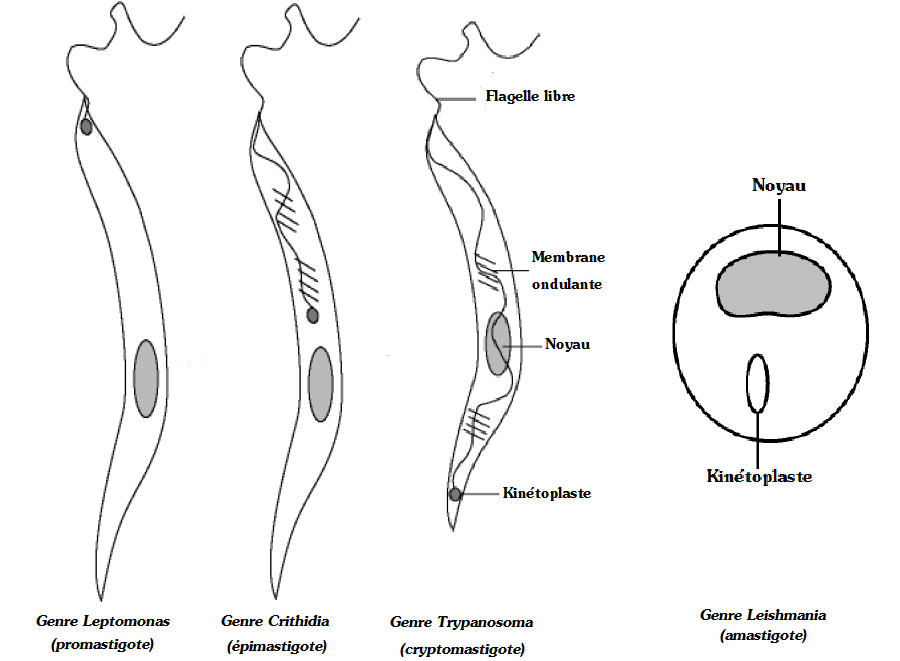 Flagelle libre
Noyau
Membrane
ondulante
Noyau
Kinétoplaste
Kinétoplaste
Genre Leptomonas
(promastigote)
Genre Crithidia
(épimastigote)
Genre Trypanosoma
(cryptomastigote)
Genre Leishmania
(amastigote)